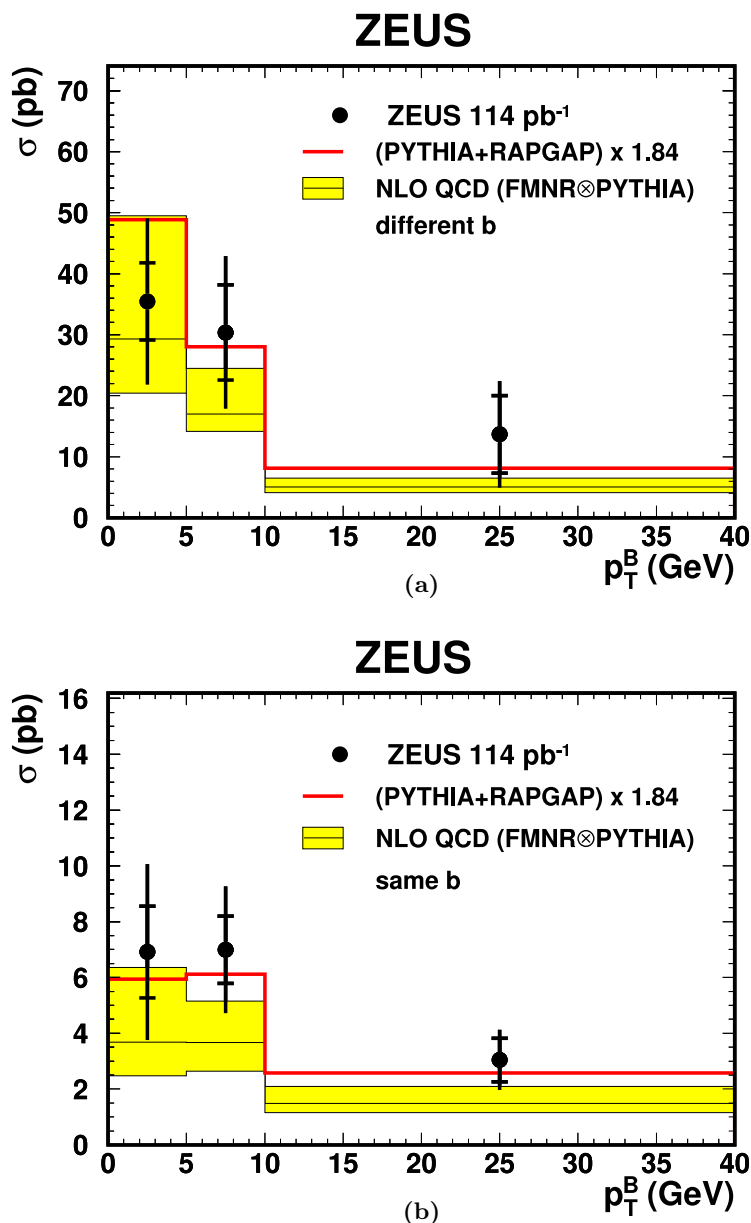 ZEUS
σ (pb)
70
60
50
40
30
20
10
0
ZEUS 114 pb-1
(PYTHIA+RAPGAP) x 1.84
NLO QCD (FMNR⊗PYTHIA)
different b
0 5 10 15 20 25 30 35 40
pTB (GeV)
(a)
ZEUS
σ (pb)
16
14
12
10
8
6
4
2
0
ZEUS 114 pb-1
(PYTHIA+RAPGAP) x 1.84
NLO QCD (FMNR⊗PYTHIA)
same b
0 5 10 15 20 25 30 35 40
pTB (GeV)
(b)